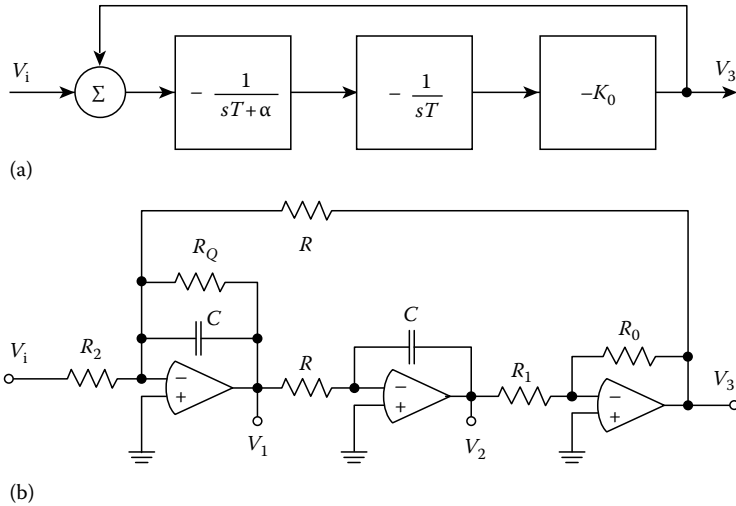 V_i
Σ
− 1/(sT + α)
− 1/(sT)
−K_0
V_3
(a)
R
R_Q
C
C
R_0
V_i
R_2
R
R_1
V_3
−
+
−
+
−
+
V_1
V_2
(b)